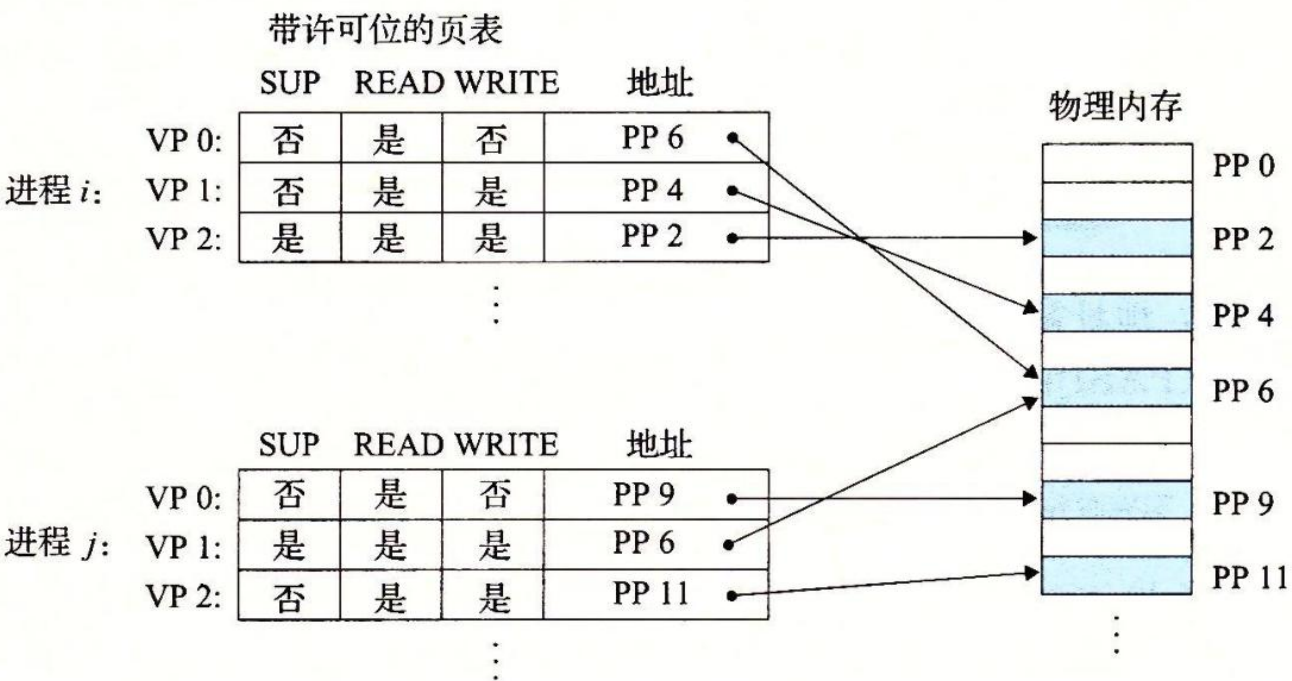 带许可位的页表
SUP READ WRITE 地址
物理内存
VP 0: 否 是 否 PP 6
进程 i: VP 1: 否 是 是 PP 4
VP 2: 是 是 是 PP 2
PP 0
PP 2
PP 4
PP 6
PP 9
PP 11
SUP READ WRITE 地址
VP 0: 否 是 否 PP 9
进程 j: VP 1: 是 是 是 PP 6
VP 2: 否 是 是 PP 11